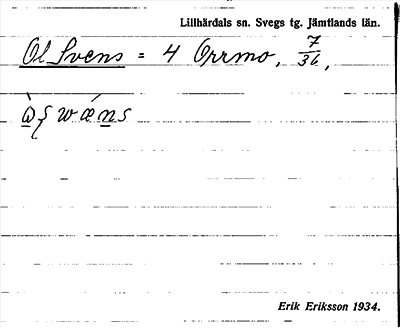 Lillhärdals sn. Svegs tg. Jämtlands län.
Ol Svens = 4 Orrmo, 7/36,
Erik Eriksson 1934.